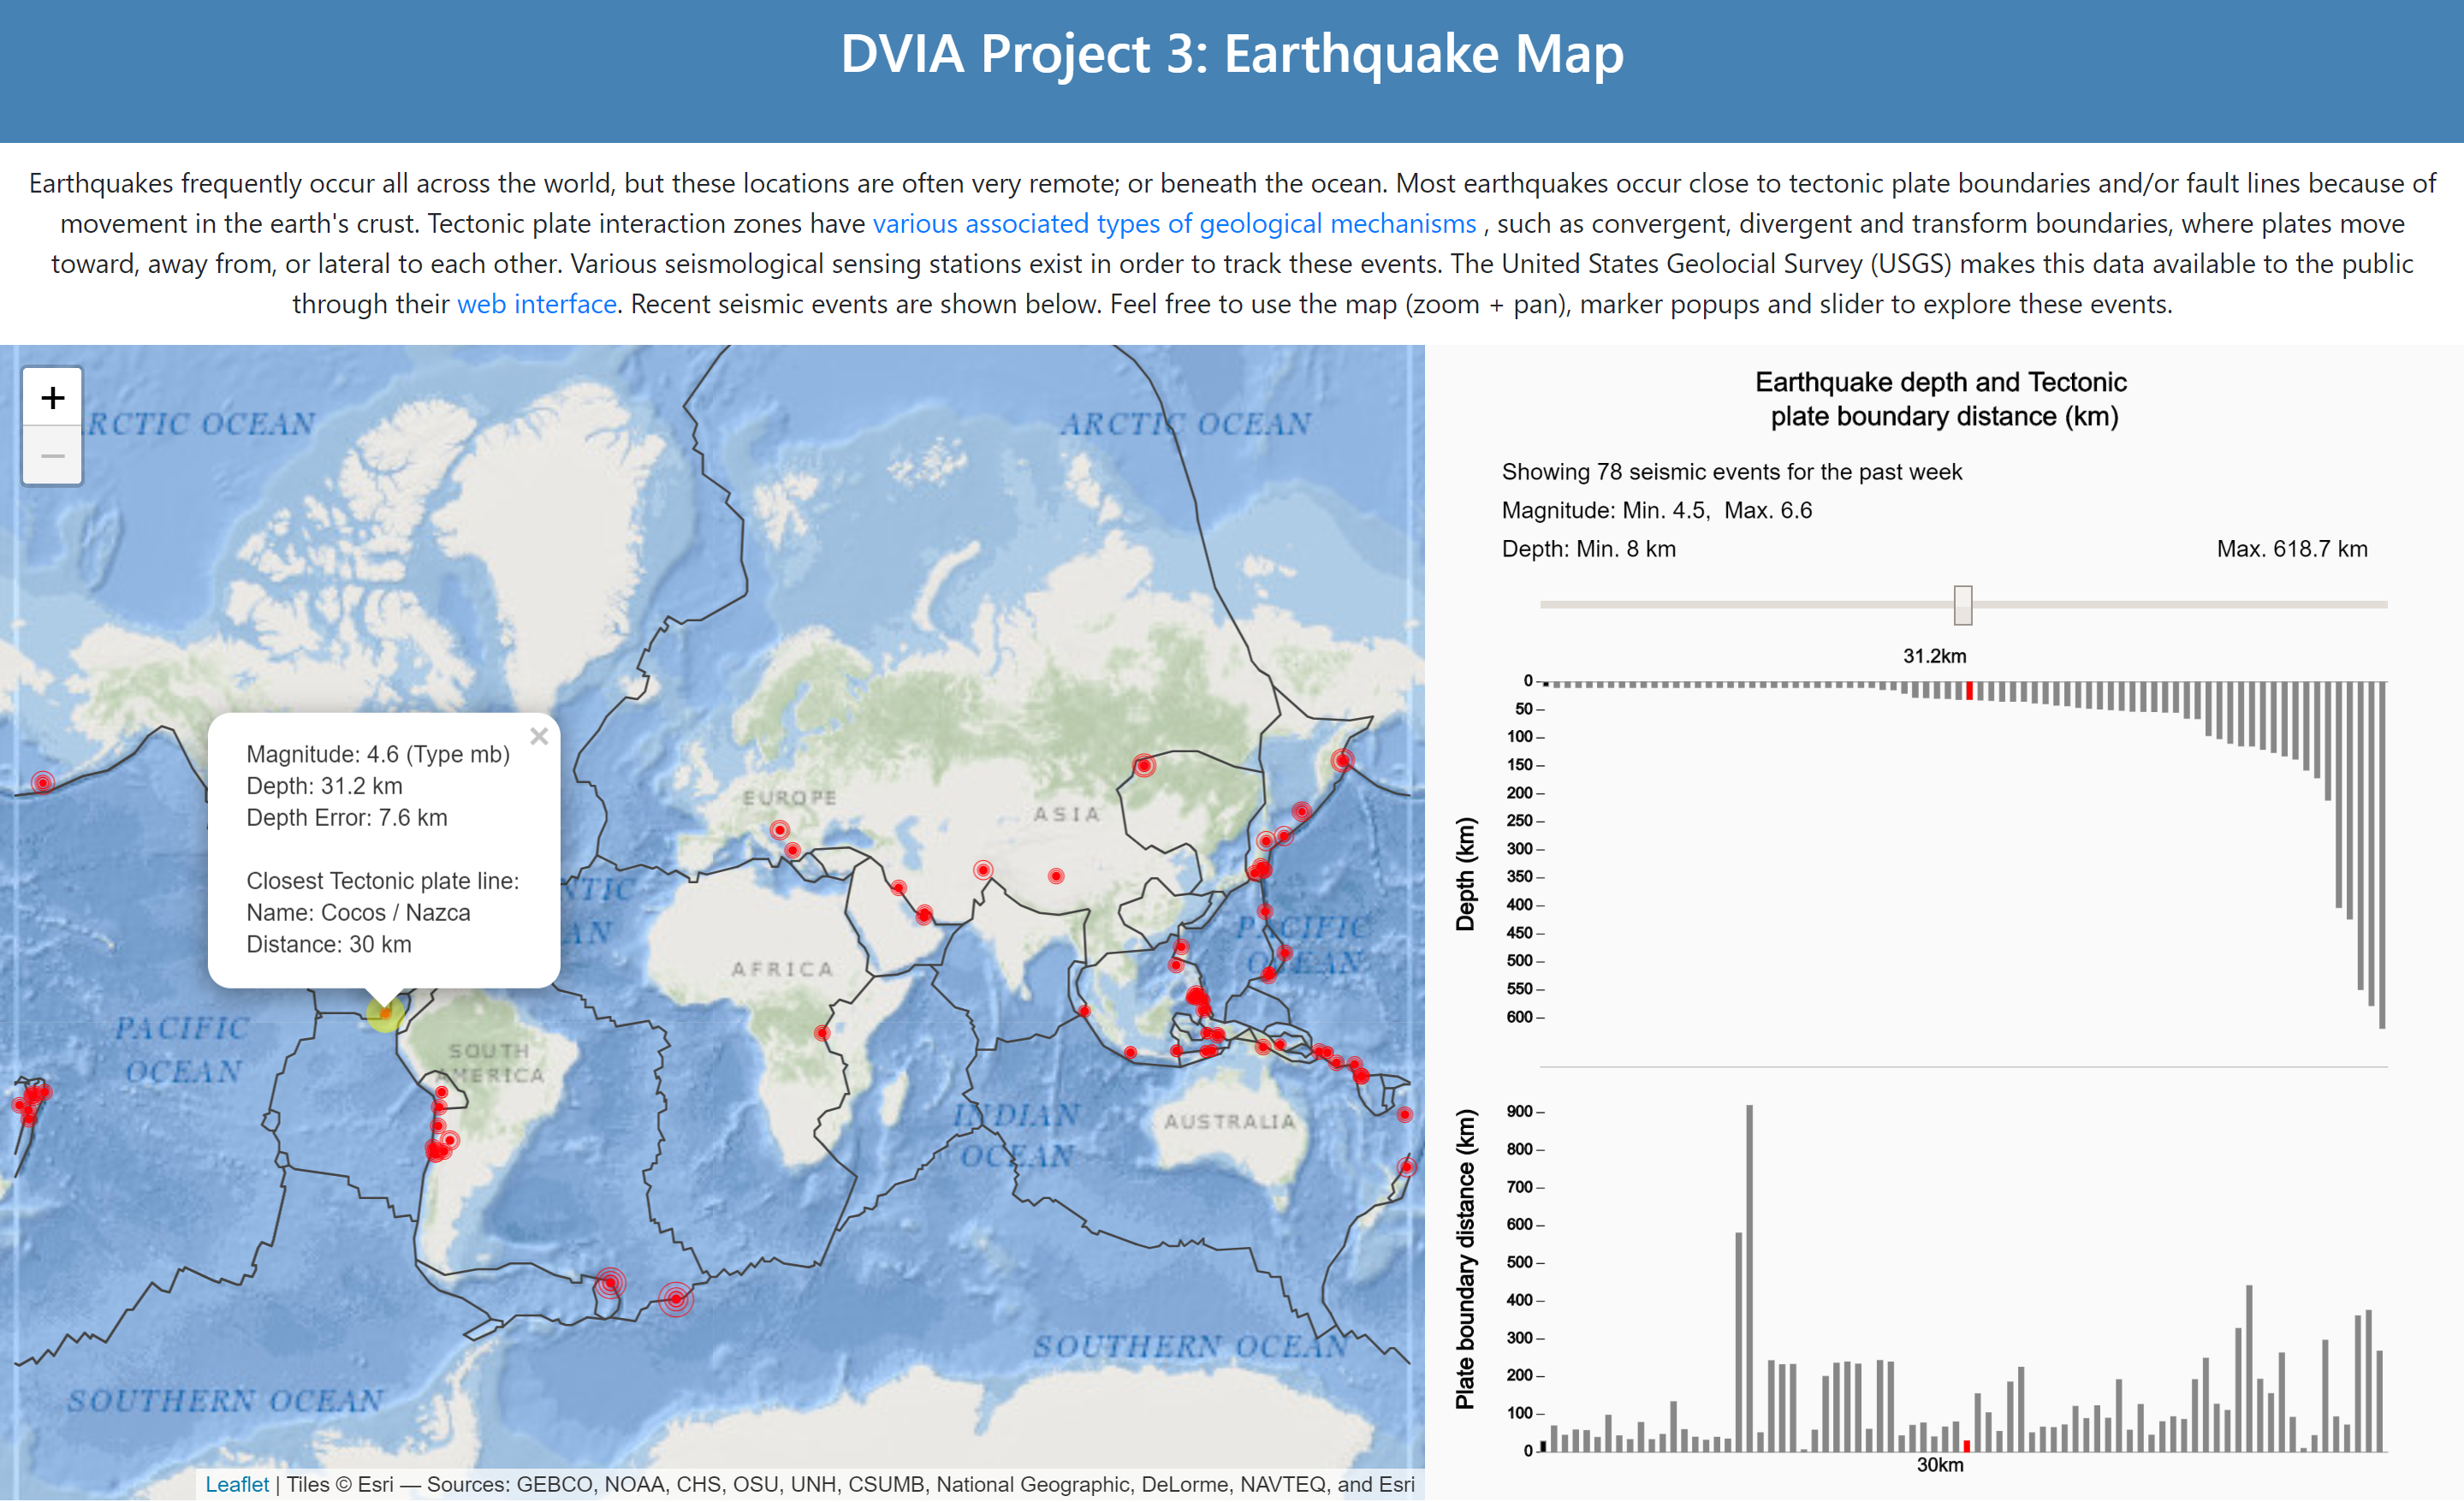 DVIA Project 3: Earthquake Map
Earthquakes frequently occur all across the world, but these locations are often very remote; or beneath the ocean. Most earthquakes occur close to tectonic plate boundaries and/or fault lines because of
movement in the earth's crust. Tectonic plate interaction zones have various associated types of geological mechanisms , such as convergent, divergent and transform boundaries, where plates move
toward, away from, or lateral to each other. Various seismological sensing stations exist in order to track these events. The United States Geolocial Survey (USGS) makes this data available to the public
through their web interface. Recent seismic events are shown below. Feel free to use the map (zoom + pan), marker popups and slider to explore these events.
+
−
RCTIC OCEAN
ARCTIC OCEAN
Magnitude: 4.6 (Type mb)
×
Depth: 31.2 km
Depth Error: 7.6 km
Closest Tectonic plate line:
Name: Cocos / Nazca
Distance: 30 km
EUROPE
ASIA
NTIC
AN
PACIFIC
OCEAN
AFRICA
PACIFIC
OCEAN
SOUTH
AMERICA
INDIAN
OCEAN
AUSTRALIA
SOUTHERN OCEAN
SOUTHERN OCEAN
Leaflet | Tiles © Esri — Sources: GEBCO, NOAA, CHS, OSU, UNH, CSUMB, National Geographic, DeLorme, NAVTEQ, and Esri
Earthquake depth and Tectonic
plate boundary distance (km)
Showing 78 seismic events for the past week
Magnitude: Min. 4.5, Max. 6.6
Depth: Min. 8 km
Max. 618.7 km
31.2km
Depth (km)
0
50
100
150
200
250
300
350
400
450
500
550
600
Plate boundary distance (km)
900
800
700
600
500
400
300
200
100
0
30km